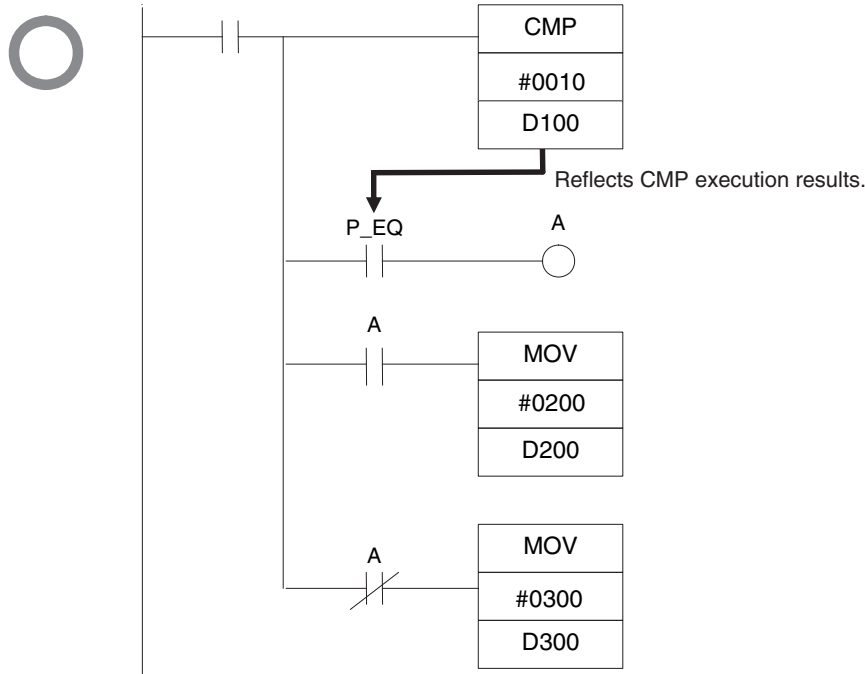 CMP
#0010
D100
Reflects CMP execution results.
P_EQ
A
A
MOV
#0200
D200
A
MOV
#0300
D300